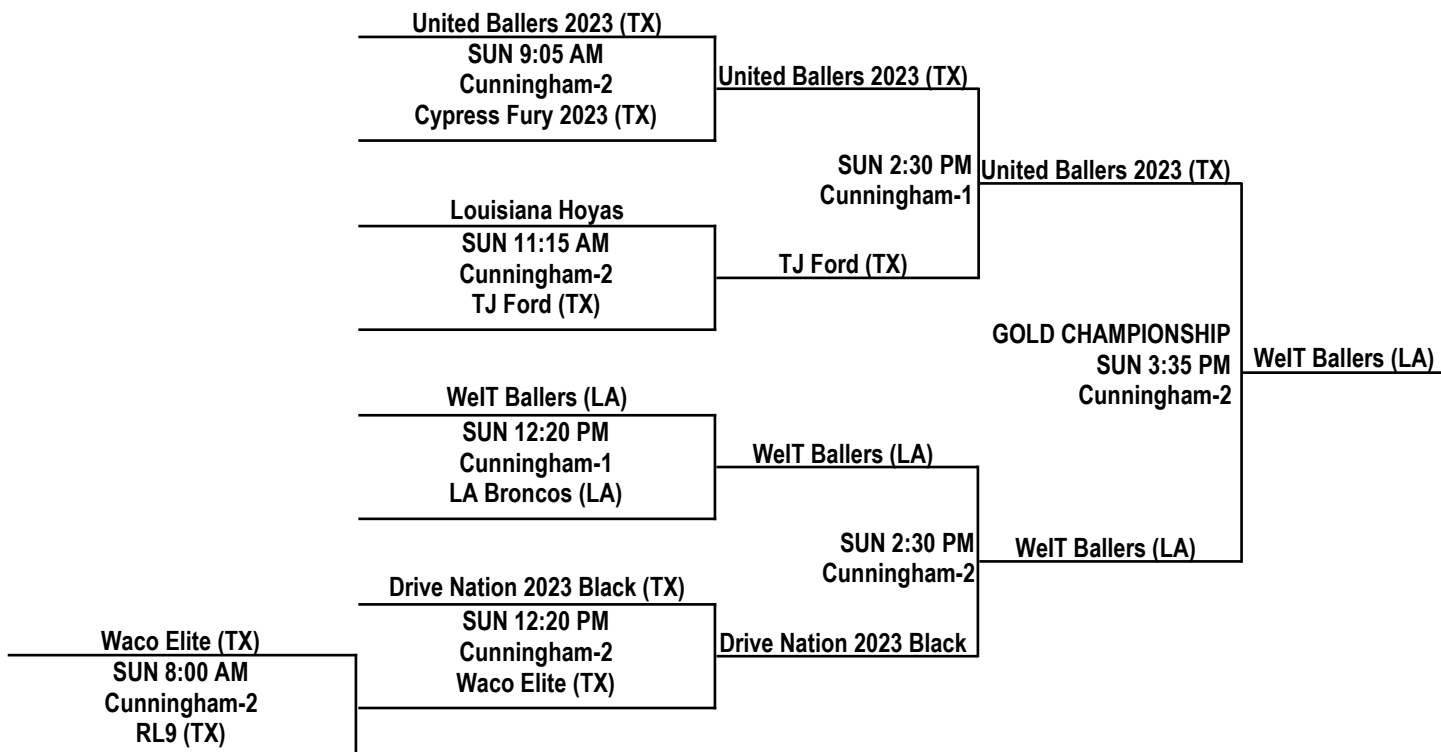 United Ballers 2023 (TX)
SUN 9:05 AM
Cunningham-2
Cypress Fury 2023 (TX)
United Ballers 2023 (TX)
Louisiana Hoyas
SUN 11:15 AM
Cunningham-2
TJ Ford (TX)
TJ Ford (TX)
SUN 2:30 PM
Cunningham-1
United Ballers 2023 (TX)
WeIT Ballers (LA)
SUN 12:20 PM
Cunningham-1
LA Broncos (LA)
WeIT Ballers (LA)
Waco Elite (TX)
SUN 8:00 AM
Cunningham-2
RL9 (TX)
Drive Nation 2023 Black (TX)
SUN 12:20 PM
Cunningham-2
Waco Elite (TX)
Drive Nation 2023 Black
SUN 2:30 PM
Cunningham-2
WeIT Ballers (LA)
GOLD CHAMPIONSHIP
SUN 3:35 PM
Cunningham-2
WeIT Ballers (LA)